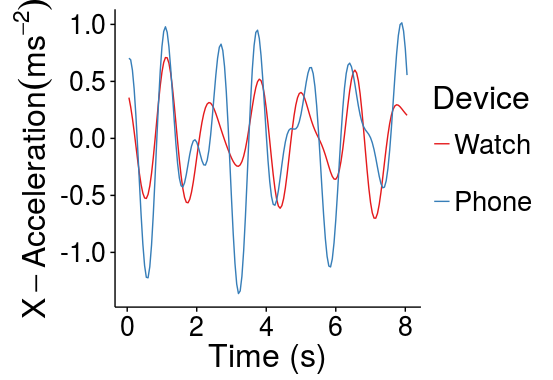 X – Acceleration(ms⁻²)
1.0
0.5
0.0
-0.5
-1.0
0 2 4 6 8
Time (s)
Device
Watch
Phone